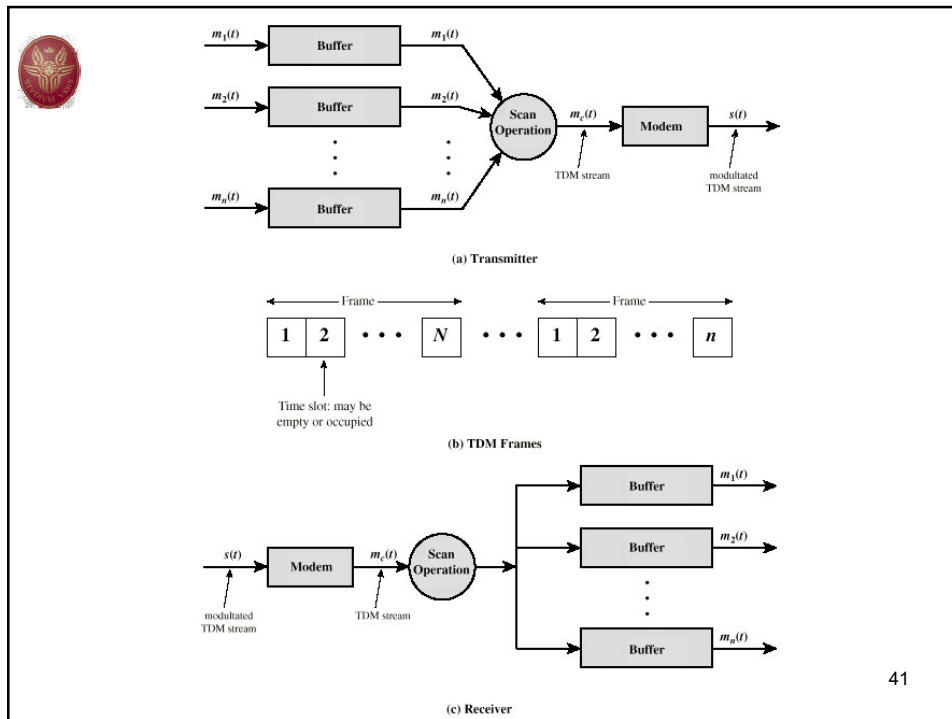 m₁(t) Buffer m₁(t)
m₂(t) Buffer m₂(t)
Scan
Operation
m_c(t) Modem s(t)
TDM stream
modultated
TDM stream
mₙ(t) Buffer mₙ(t)
(a) Transmitter
Frame Frame
1 2 • • • N • • • 1 2 • • • n
Time slot: may be
empty or occupied
(b) TDM Frames
s(t) Modem m_c(t) Scan
Operation
modultated
TDM stream
TDM stream
Buffer m₁(t)
Buffer m₂(t)
Buffer mₙ(t)
41
(c) Receiver